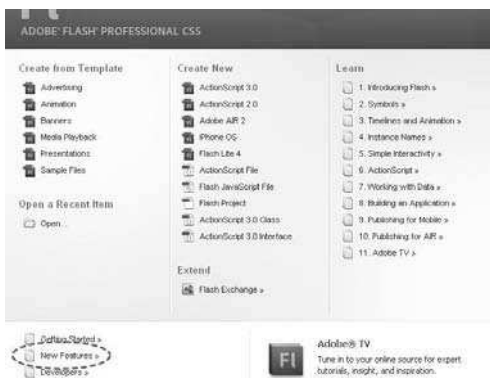 Fl
ADOBE® FLASH® PROFESSIONAL CS5
Create from Template
Advertising
Animation
Banners
Media Playback
Presentations
Sample Files
Open a Recent Item
Open...
Create New
ActionScript 3.0
ActionScript 2.0
Adobe AIR 2
iPhone OS
Flash Lite 4
ActionScript File
Flash JavaScript File
Flash Project
ActionScript 3.0 Class
ActionScript 3.0 Interface
Extend
Flash Exchange »
Learn
1. Introducing Flash »
2. Symbols »
3. Timelines and Animation »
4. Instance Names »
5. Simple Interactivity »
6. ActionScript »
7. Working with Data »
8. Building an Application »
9. Publishing for Mobile »
10. Publishing for AIR »
11. Adobe TV »
Getting Started »
New Features »
Developers »
Fl
Adobe® TV
Tune in to your online source for expert
tutorials, insight, and inspiration.